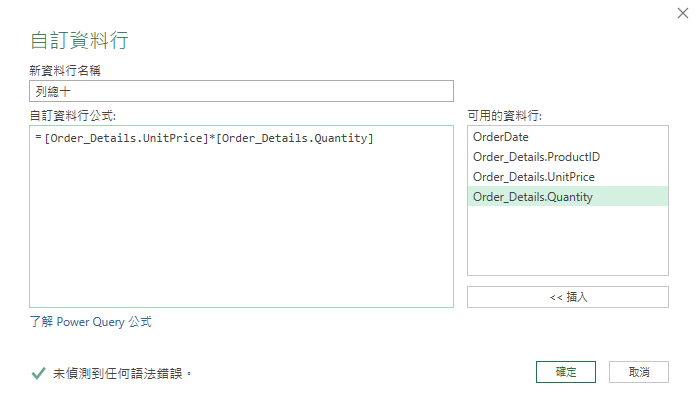 自訂資料行
新資料行名稱
列總十
自訂資料行公式:
= [Order_Details.UnitPrice]*[Order_Details.Quantity]
可用的資料行:
OrderDate
Order_Details.ProductID
Order_Details.UnitPrice
Order_Details.Quantity
<< 插入
了解 Power Query 公式
未偵測到任何語法錯誤。
確定
取消